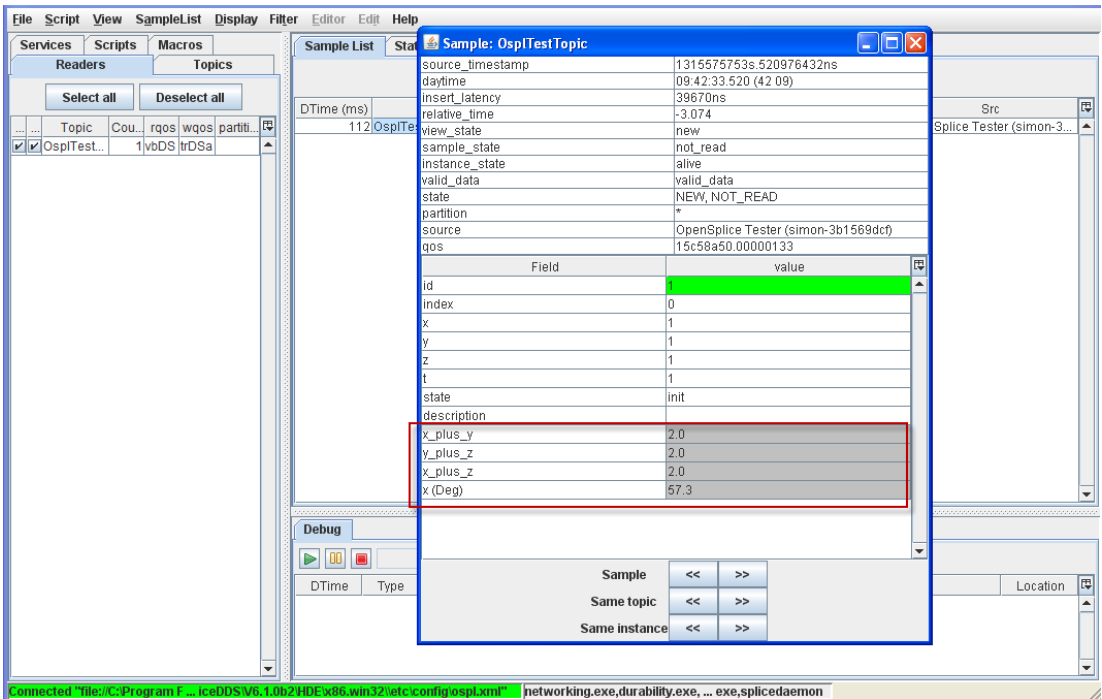 File Script View SampleList Display Filter Editor Edit Help
Services Scripts Macros
Readers Topics
Select all Deselect all
... ... Topic Cou... rqos wqos partiti...
OsplTest... 1 vbDS trDSa
Sample List Stat
DTime (ms) Src
112 OsplTes Splice Tester (simon-3...
Sample: OsplTestTopic
source_timestamp 1315575753s.520976432ns
daytime 09:42:33.520 (42 09)
insert_latency 39670ns
relative_time -3.074
view_state new
sample_state not_read
instance_state alive
valid_data valid_data
state NEW, NOT_READ
partition *
source OpenSplice Tester (simon-3b1569dcf)
qos 15c58a50.00000133
Field value
id 1
index 0
x 1
y 1
z 1
t 1
state init
description
x_plus_y 2.0
y_plus_z 2.0
x_plus_z 2.0
x (Deg) 57.3
Sample << >>
Same topic << >>
Same instance << >>
Debug
DTime Type Location
Connected "file://C:\Program F ... iceDDS\V6.1.0b2\HDE\x86.win32\\etc\config\ospl.xml" networking.exe,durability.exe, ... exe,splicedaemon